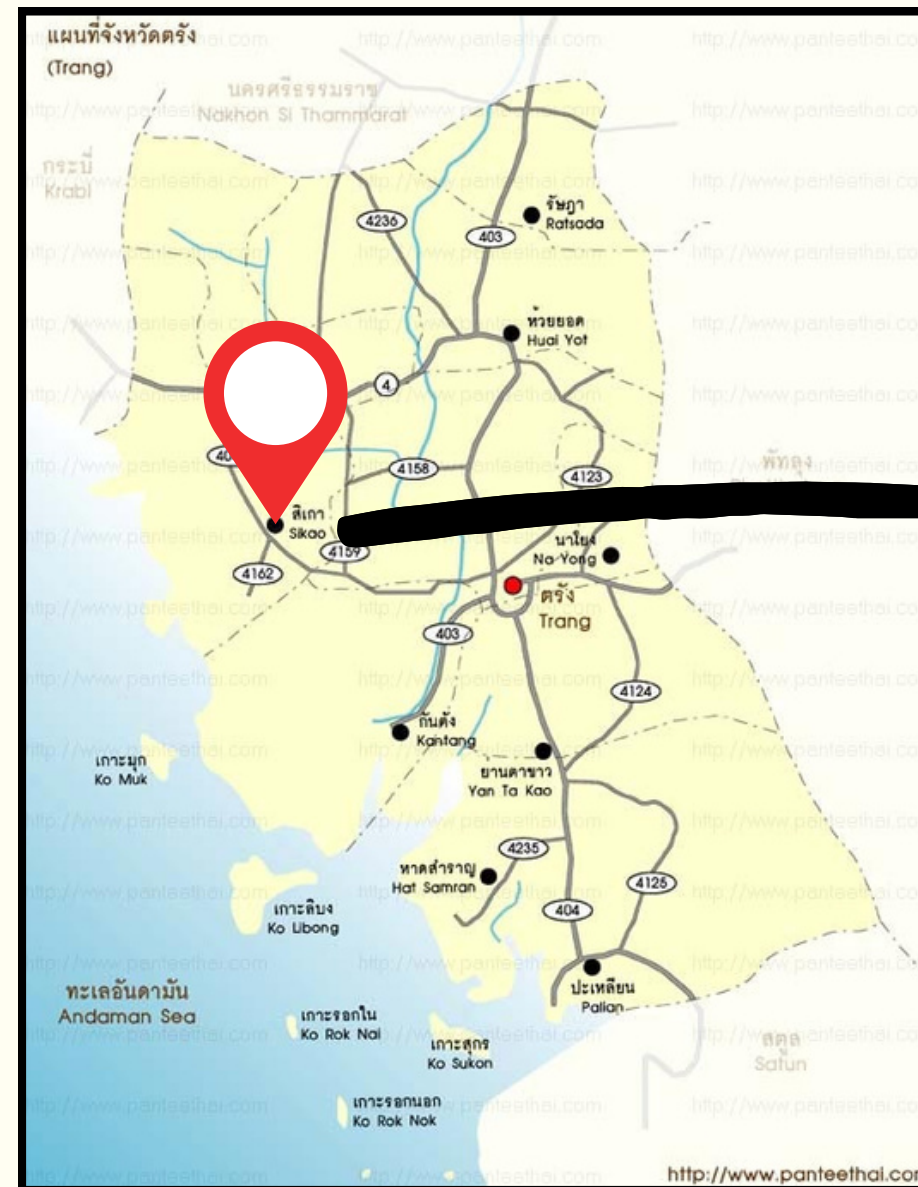 แผนที่จังหวัดตรัง
(Trang)
นครศรีธรรมราช
Nakhon Si Thammarat
กระบี่
Krabi
รัษฎา
Ratsada
4236
403
ห้วยยอด
Huai Yot
4
4158
4123
พัทลุง
สิเกา
Sikao
4159
4162
นาโยง
Na Yong
ตรัง
Trang
403
4124
กันตัง
Kantang
เกาะมุก
Ko Muk
ยานตาขาว
Yan Ta Kao
4235
หาดสำราญ
Hat Samran
4125
404
เกาะลิบง
Ko Libong
ทะเลอันดามัน
Andaman Sea
ปะเหลียน
Palian
เกาะรอกใน
Ko Rok Nai
เกาะสุกร
Ko Sukon
สตูล
Satun
เกาะรอกนอก
Ko Rok Nok
http://www.panteethai.co